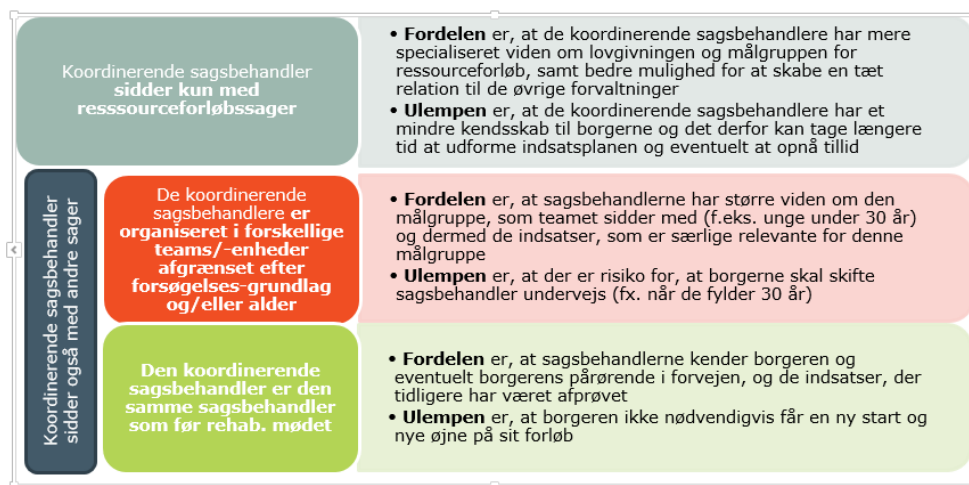 Koordinerende sagsbehandler
sidder kun med
resssourceforløbssager
• Fordelen er, at de koordinerende sagsbehandlere har mere
specialiseret viden om lovgivningen og målgruppen for
ressourceforløb, samt bedre mulighed for at skabe en tæt
relation til de øvrige forvaltninger
• Ulempen er, at de koordinerende sagsbehandlere har et
mindre kendsskab til borgerne og det derfor kan tage længere
tid at udforme indsatsplanen og eventuelt at opnå tillid
Koordinerende sagsbehandler
sidder også med andre sager
De koordinerende
sagsbehandlere er
organiseret i forskellige
teams/-enheder
afgrænset efter
forsøgelses-grundlag
og/eller alder
• Fordelen er, at sagsbehandlerne har større viden om den
målgruppe, som teamet sidder med (f.eks. unge under 30 år)
og dermed de indsatser, som er særlige relevante for denne
målgruppe
• Ulempen er, at der er risiko for, at borgerne skal skifte
sagsbehandler undervejs (fx. når de fylder 30 år)
Den koordinerende
sagsbehandler er den
samme sagsbehandler
som før rehab. mødet
• Fordelen er, at sagsbehandlerne kender borgeren og
eventuelt borgerens pårørende i forvejen, og de indsatser, der
tidligere har været afprøvet
• Ulempen er, at borgeren ikke nødvendigvis får en ny start og
nye øjne på sit forløb